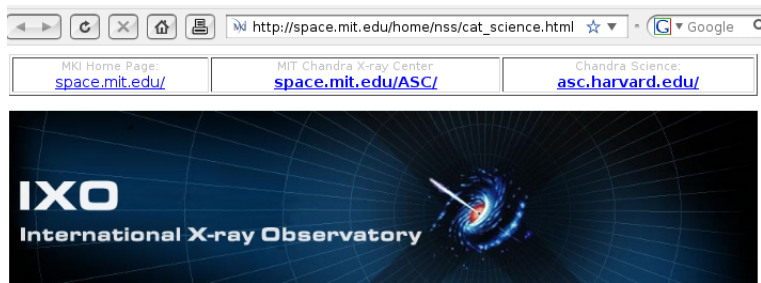 http://space.mit.edu/home/nss/cat_science.html Google
MKI Home Page: MIT Chandra X-ray Center Chandra Science:
space.mit.edu/ space.mit.edu/ASC/ asc.harvard.edu/
IXO
International X-ray Observatory